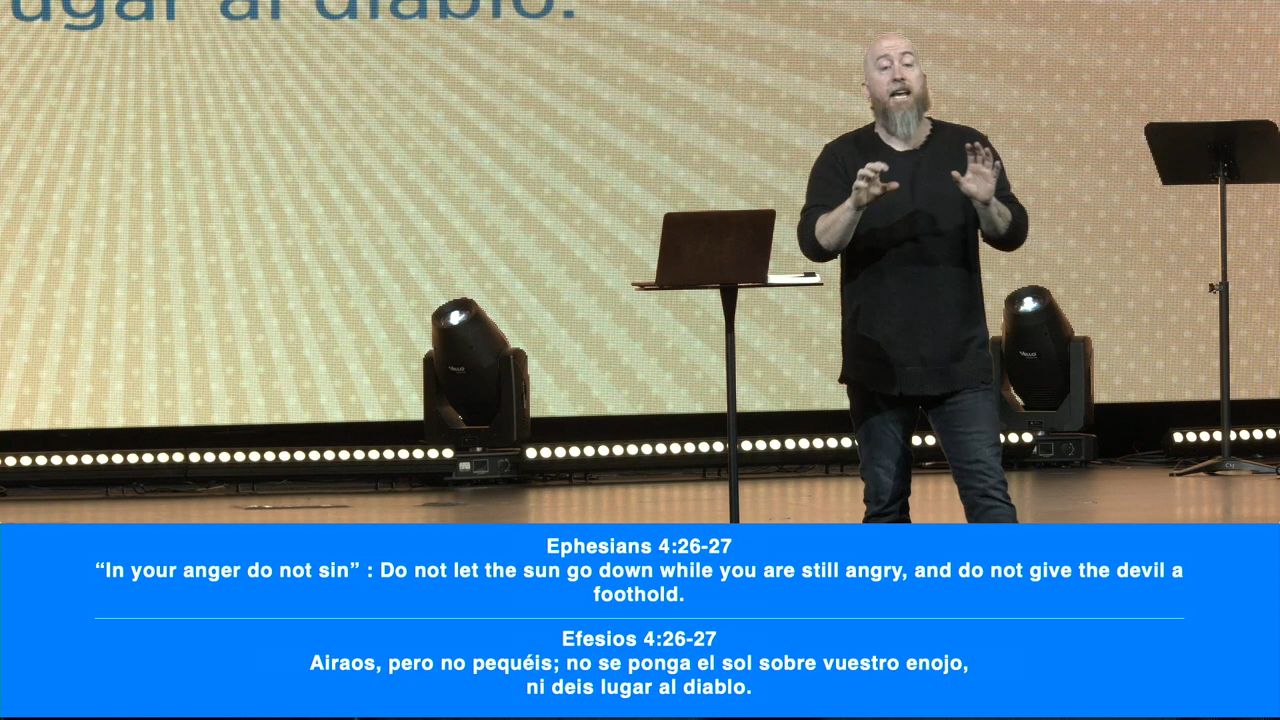 lugar al diablo.
Ephesians 4:26-27
“In your anger do not sin” : Do not let the sun go down while you are still angry, and do not give the devil a
foothold.
Efesios 4:26-27
Airaos, pero no pequéis; no se ponga el sol sobre vuestro enojo,
ni deis lugar al diablo.